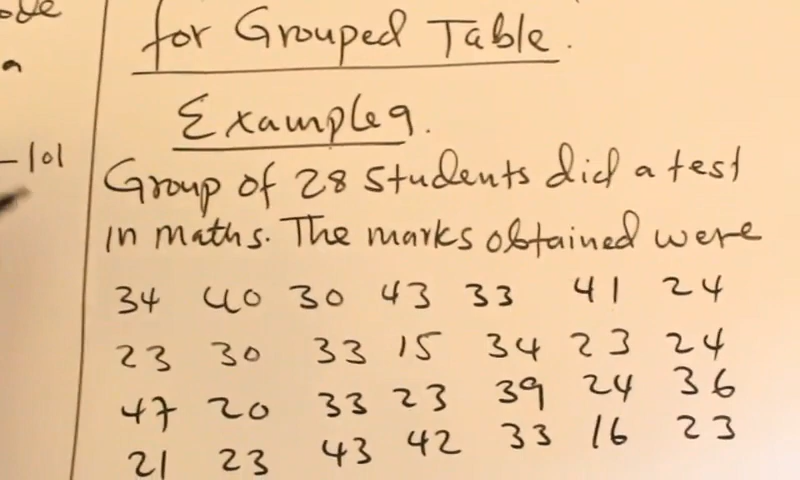 for Grouped Table.
Example 9.
-101
Group of 28 Students did a test
in maths. The marks obtained were
34 40 30 43 33 41 24
23 30 33 15 34 23 24
47 20 33 23 39 24 36
21 23 43 42 33 16 23